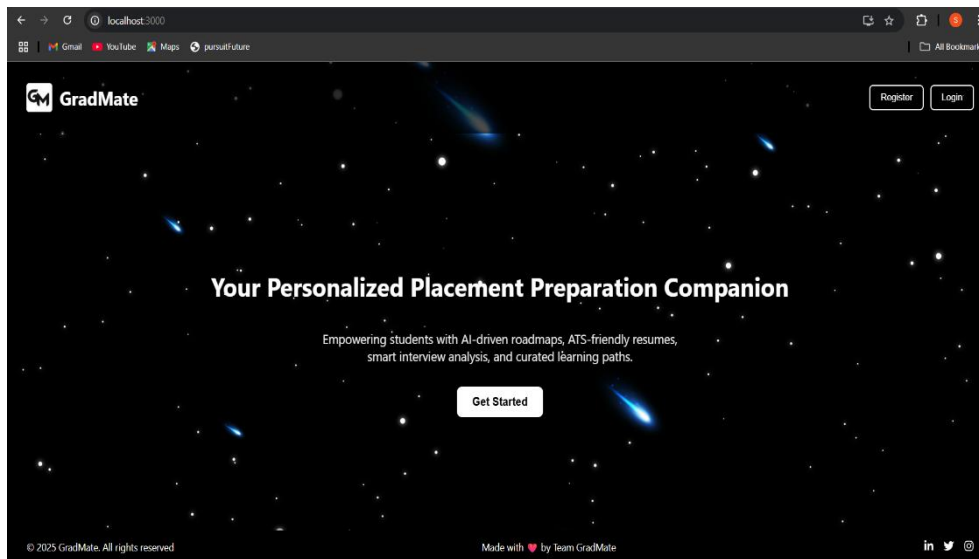 localhost:3000
Gmail YouTube Maps pursuitFuture All Bookmark
GM GradMate Register Login
Your Personalized Placement Preparation Companion
Empowering students with AI-driven roadmaps, ATS-friendly resumes,
smart interview analysis, and curated learning paths.
Get Started
© 2025 GradMate. All rights reserved Made with by Team GradMate in